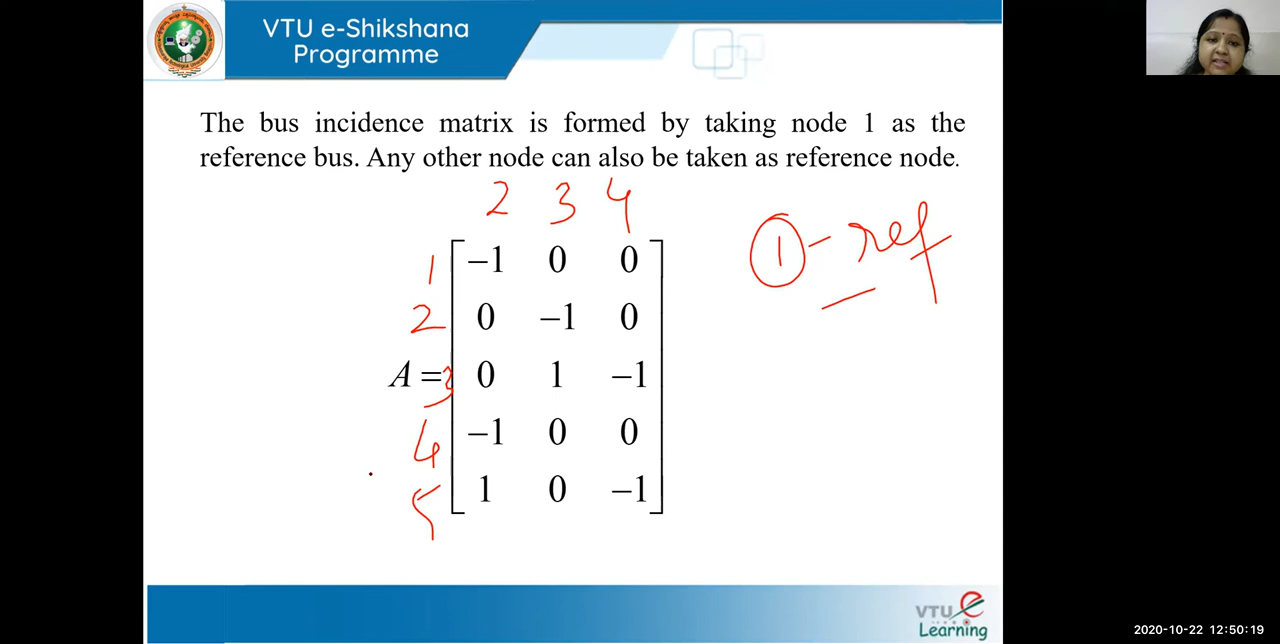 VTU e-Shikshana
Programme
The bus incidence matrix is formed by taking node 1 as the
reference bus. Any other node can also be taken as reference node.
2 3 4
1 - ref
1 −1 0 0
2 0 −1 0
A = 3 0 1 −1
4 −1 0 0
5 1 0 −1
VTU e
Learning
2020-10-22 12:50:19